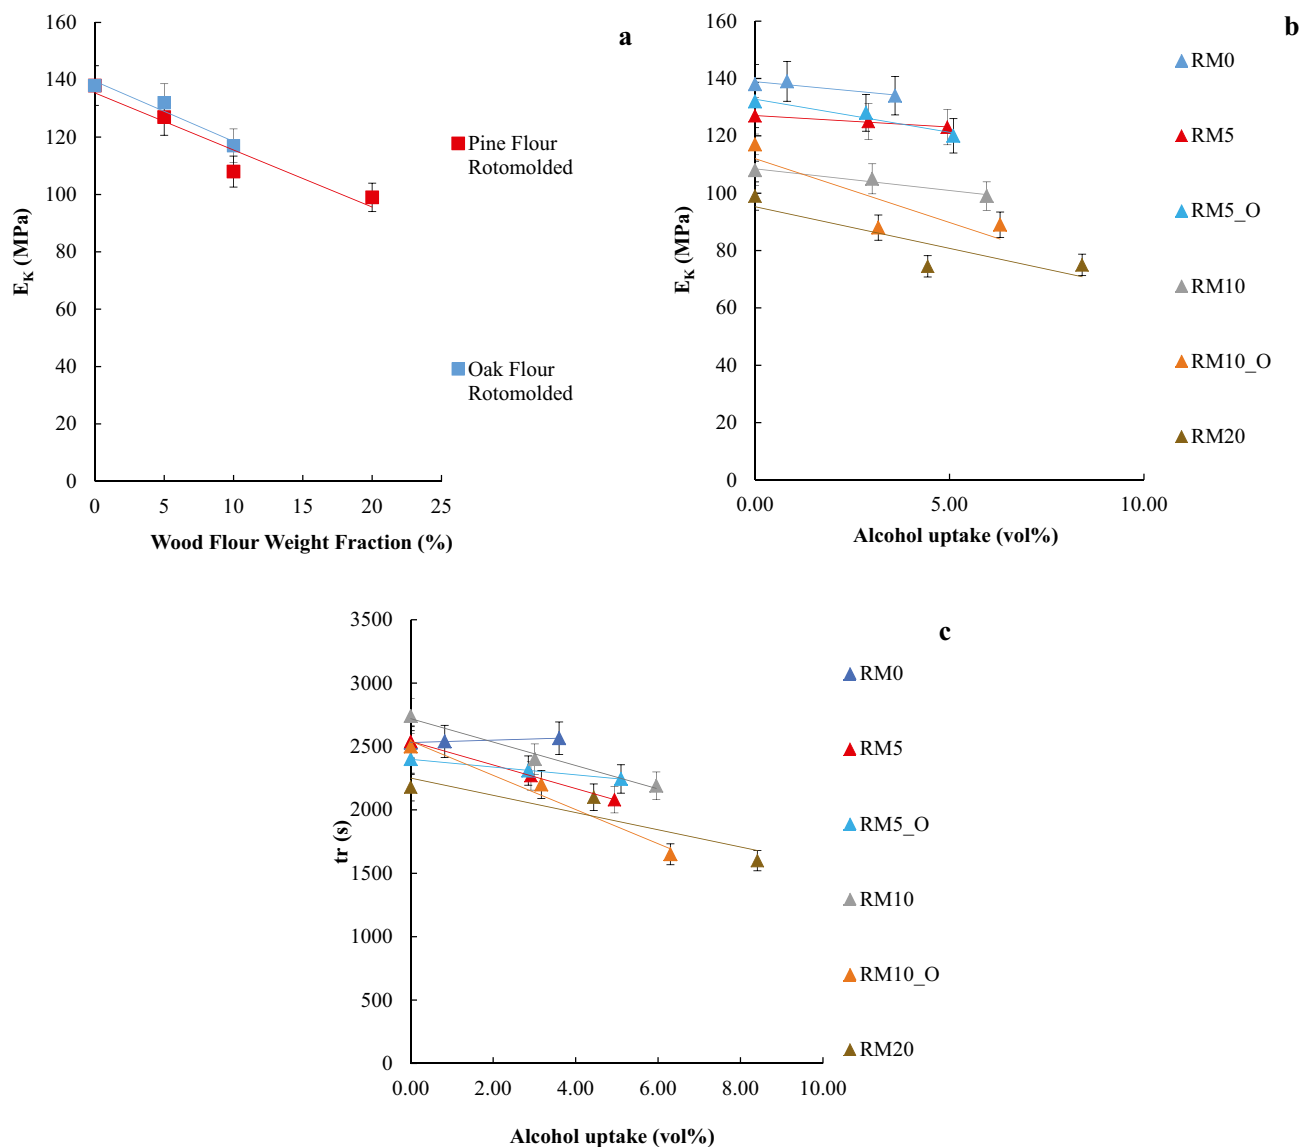 a
160
140
120
100
80
60
40
20
0
E_K (MPa)
0 5 10 15 20 25
Wood Flour Weight Fraction (%)
Pine Flour
Rotomolded
Oak Flour
Rotomolded
b
160
140
120
100
80
60
40
20
0
E_K (MPa)
0.00 5.00 10.00
Alcohol uptake (vol%)
RM0
RM5
RM5_O
RM10
RM10_O
RM20
c
3500
3000
2500
2000
1500
1000
500
0
tr (s)
0.00 2.00 4.00 6.00 8.00 10.00
Alcohol uptake (vol%)
RM0
RM5
RM5_O
RM10
RM10_O
RM20